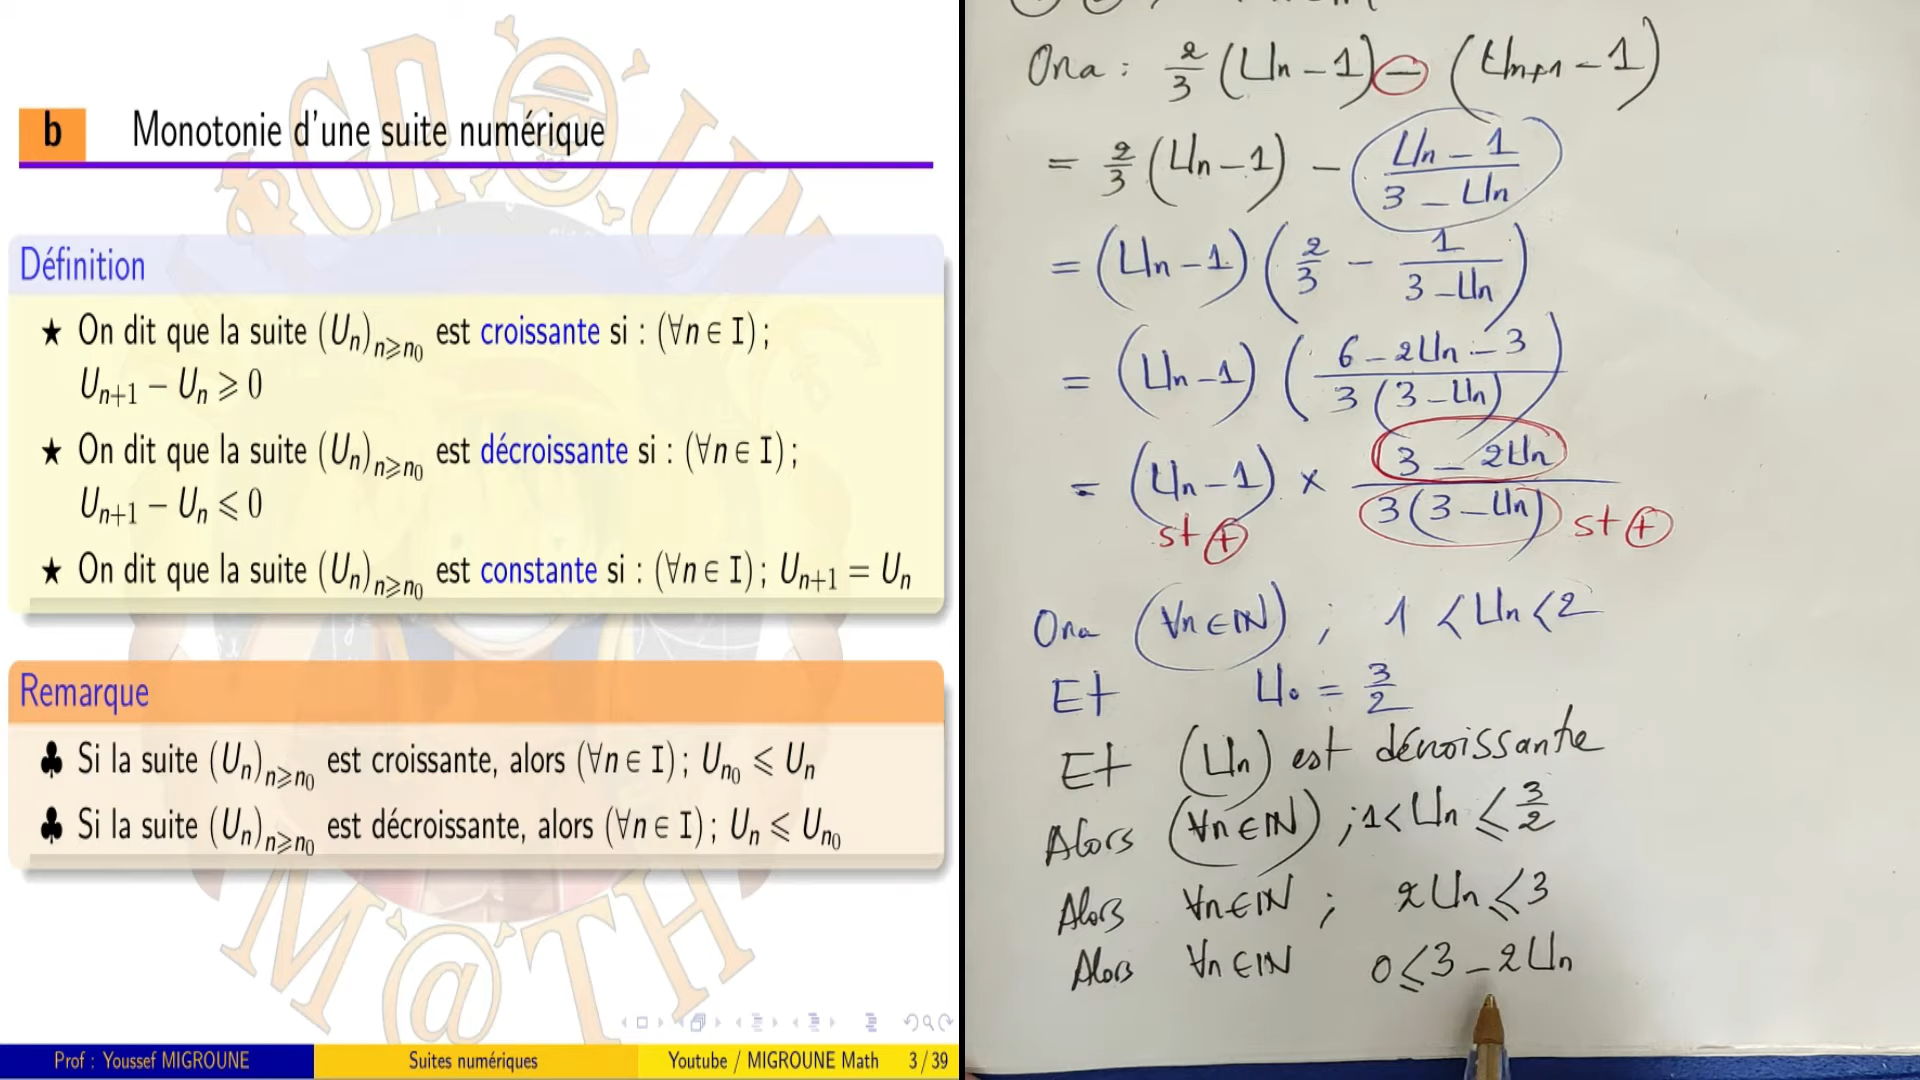 b Monotonie d'une suite numérique
Définition
★ On dit que la suite (Uₙ)ₙ⩾ₙ₀ est croissante si : (∀n ∈ I) ;
Uₙ₊₁ − Uₙ ⩾ 0
★ On dit que la suite (Uₙ)ₙ⩾ₙ₀ est décroissante si : (∀n ∈ I) ;
Uₙ₊₁ − Uₙ ⩽ 0
★ On dit que la suite (Uₙ)ₙ⩾ₙ₀ est constante si : (∀n ∈ I) ; Uₙ₊₁ = Uₙ
Remarque
♣ Si la suite (Uₙ)ₙ⩾ₙ₀ est croissante, alors (∀n ∈ I) ; Uₙ₀ ⩽ Uₙ
♣ Si la suite (Uₙ)ₙ⩾ₙ₀ est décroissante, alors (∀n ∈ I) ; Uₙ ⩽ Uₙ₀
MIGR@UN
M@TH
Prof : Youssef MIGROUNE Suites numériques Youtube / MIGROUNE Math 3 / 39
Ona : 2/3 (Un − 1) − (Un+1 − 1)
= 2/3 (Un − 1) − (Un − 1)/(3 − Un)
= (Un − 1) (2/3 − 1/(3 − Un))
= (Un − 1) ((6 − 2Un − 3)/(3(3 − Un)))
= (Un − 1) × (3 − 2Un)/(3(3 − Un))
st + st +
Ona (∀n ∈ ℕ) ; 1 < Un < 2
Et U₀ = 3/2
Et (Un) est décroissante
Alors (∀n ∈ ℕ) ; 1 < Un ⩽ 3/2
Alors ∀n ∈ ℕ ; 2Un ⩽ 3
Alors ∀n ∈ ℕ 0 ⩽ 3 − 2Un